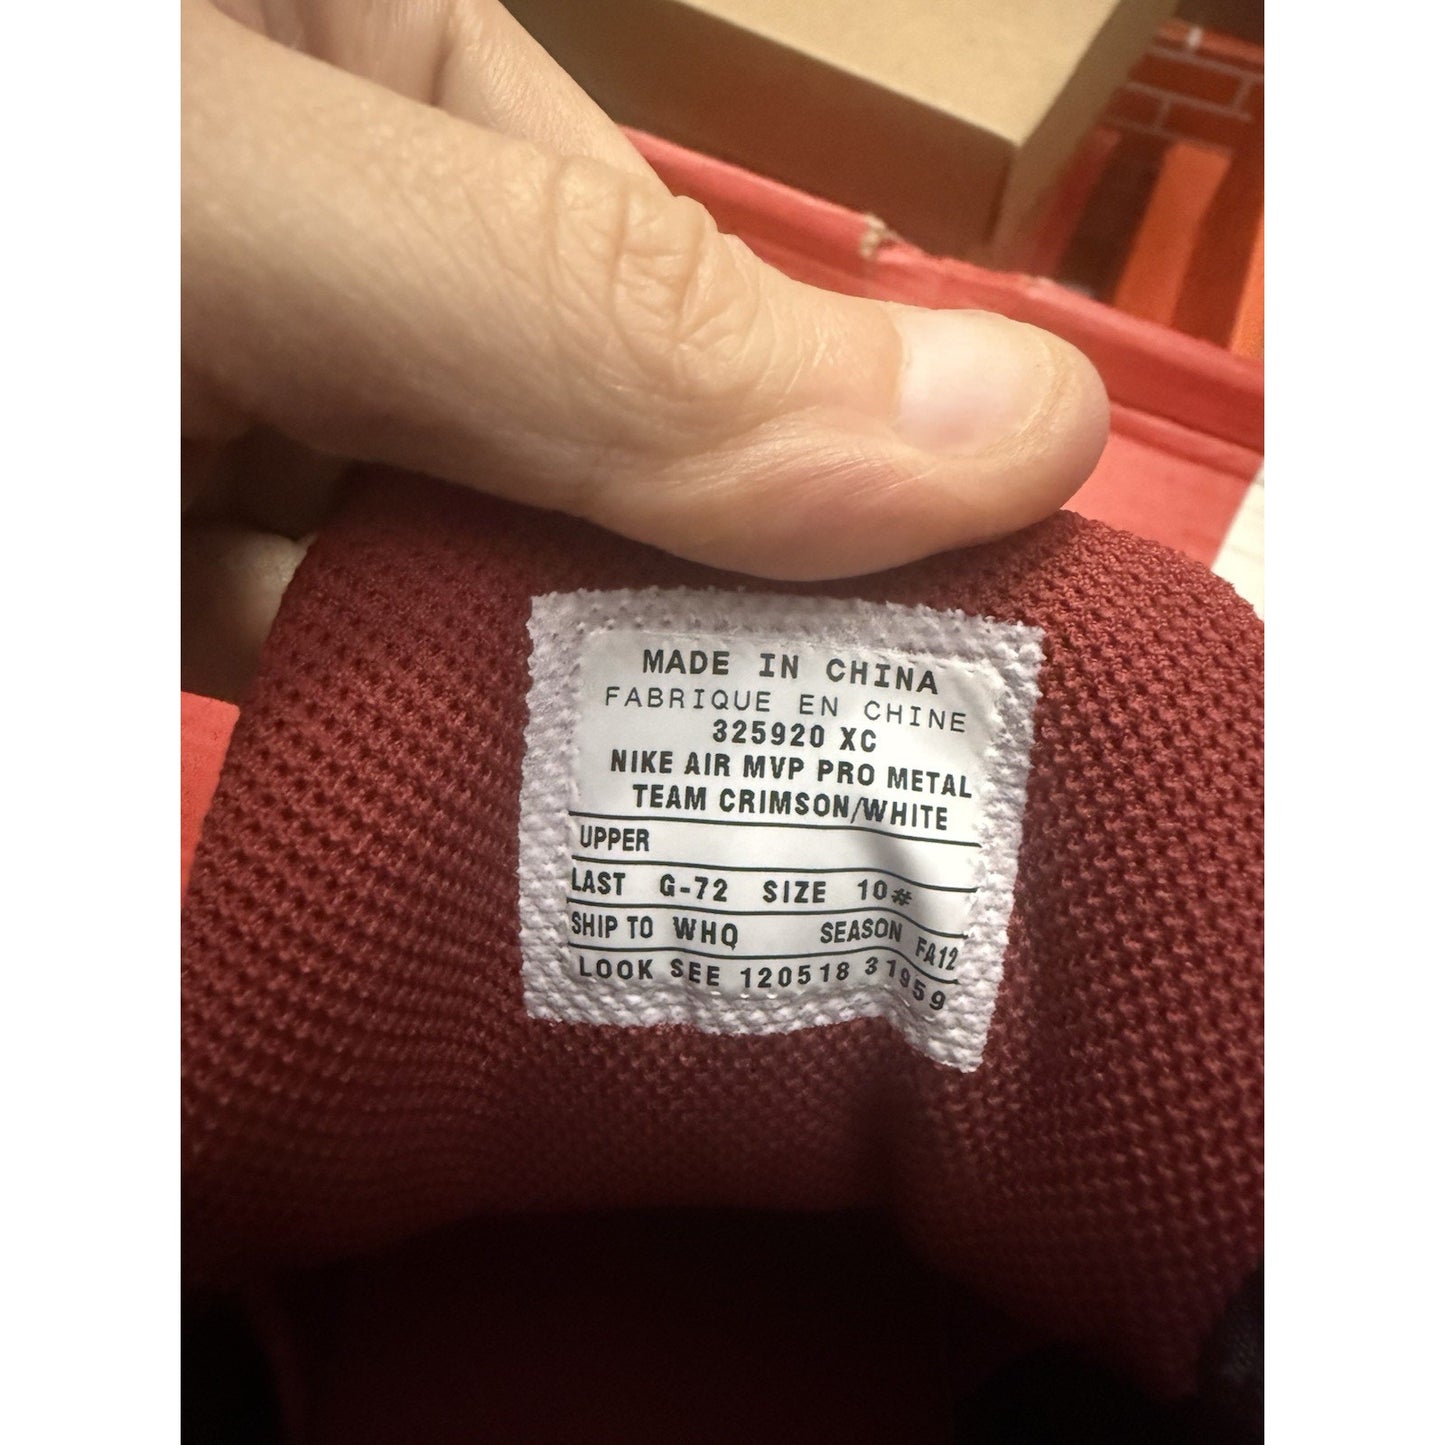 MADE IN CHINA
FABRIQUE EN CHINE
325920 XC
NIKE AIR MVP PRO METAL
TEAM CRIMSON/WHITE
UPPER
LAST G-72 SIZE 10#
SHIP TO WHQ SEASON FA12
LOOK SEE 120518 31959